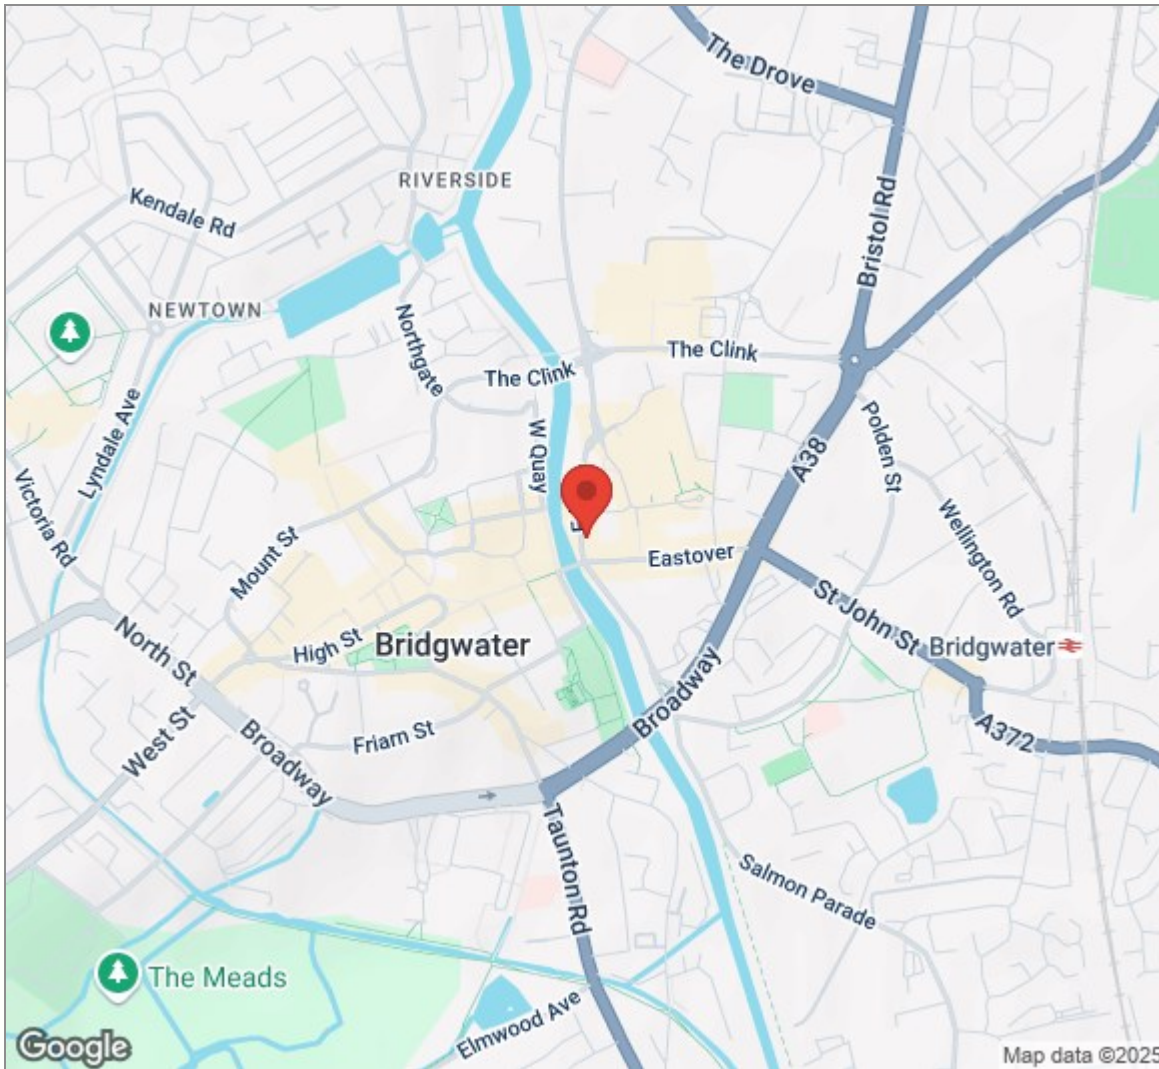 The Drove
RIVERSIDE
Bristol Rd
Kendale Rd
NEWTOWN
Northgate
The Clink
The Clink
Lyndale Ave
W Quay
A38
Polden St
Victoria Rd
Wellington Rd
Mount St
Eastover
St John St
North St
High St
Bridgwater
Bridgwater
West St
Broadway
Friarn St
Broadway
A372
Taunton Rd
Salmon Parade
The Meads
Elmwood Ave
Google
Map data ©2025